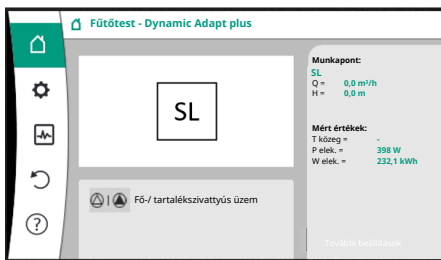 Fűtőtest - Dynamic Adapt plus
SL
Fő-/ tartalékszivattyús üzem
Munkapont:
SL
Q = 0,0 m³/h
H = 0,0 m
Mért értékek:
T közeg = -
P elek. = 398 W
W elek. = 232,1 kWh
További beállítások